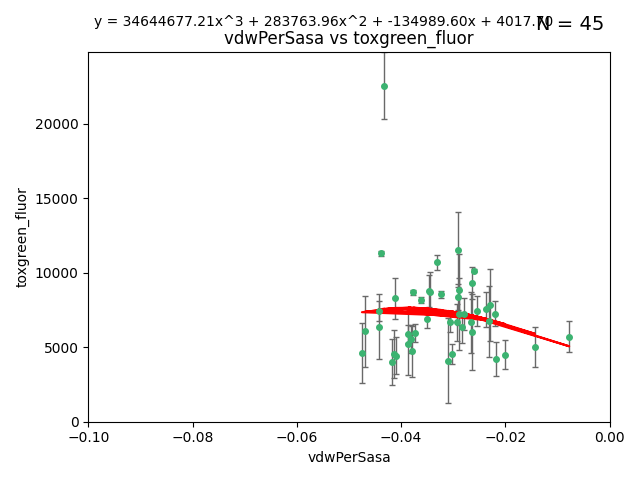 y = 34644677.21x^3 + 283763.96x^2 + -134989.60x + 4017.70
N = 45
vdwPerSasa vs toxgreen_fluor
toxgreen_fluor
20000
15000
10000
5000
0
−0.10 −0.08 −0.06 −0.04 −0.02 0.00
vdwPerSasa